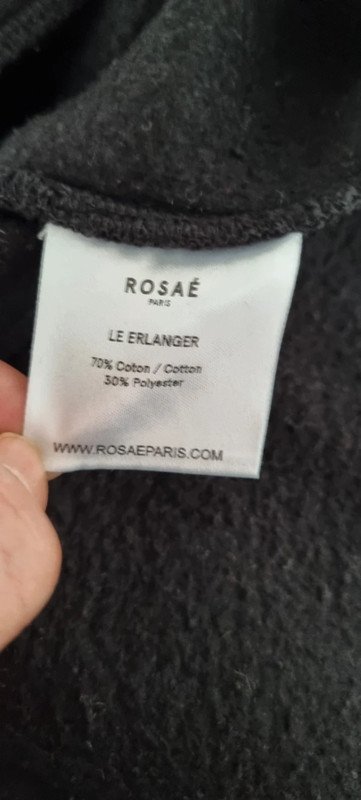 ROSAÉ
PARIS
LE ERLANGER
70% Coton / Cotton
30% Polyester
WWW.ROSAEPARIS.COM